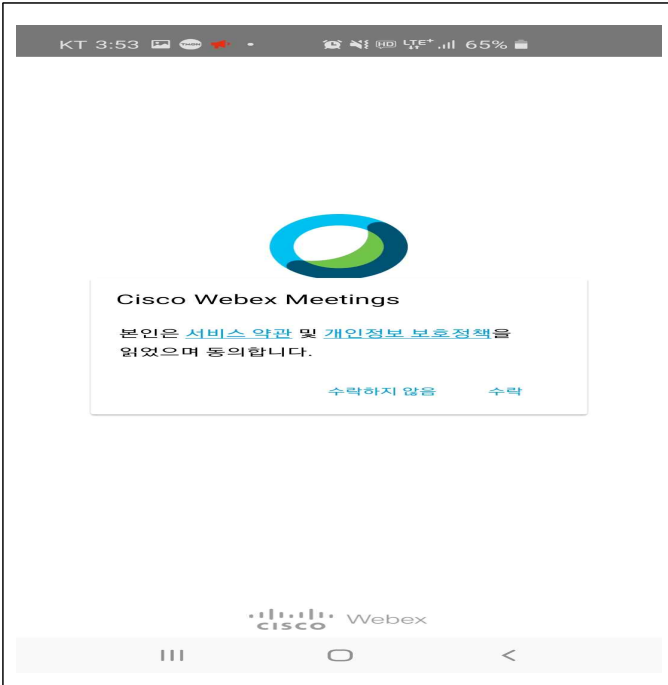 KT 3:53 HD LTE+ 65%
Cisco Webex Meetings
본인은 서비스 약관 및 개인정보 보호정책을
읽었으며 동의합니다.
수락하지 않음 수락
CISCO Webex